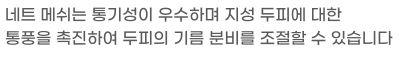 네트 메쉬는 통기성이 우수하며 지성 두피에 대한
통풍을 촉진하여 두피의 기름 분비를 조절할 수 있습니다